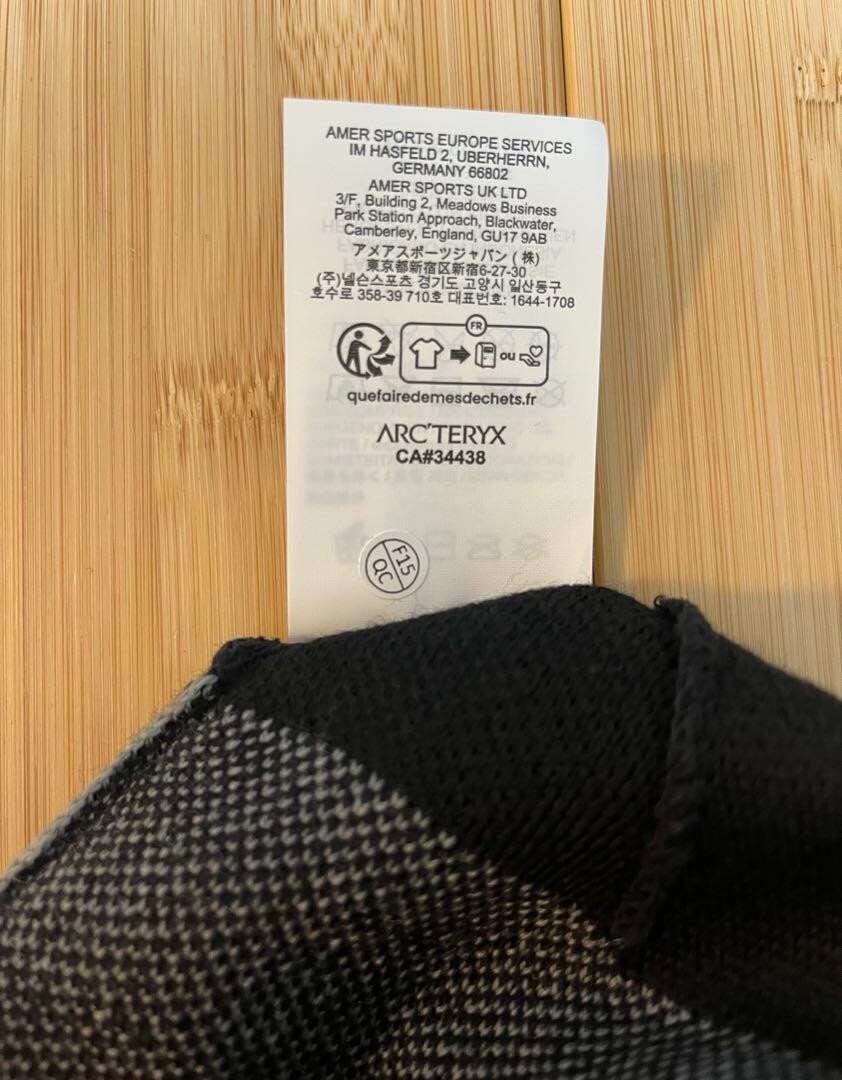 AMER SPORTS EUROPE SERVICES
IM HASFELD 2, UBERHERRN,
GERMANY 66802
AMER SPORTS UK LTD
3/F, Building 2, Meadows Business
Park Station Approach, Blackwater,
Camberley, England, GU17 9AB
アメアスポーツジャパン (株)
東京都新宿区新宿6-27-30
(주)넬슨스포츠 경기도 고양시 일산동구
호수로 358-39 710호 대표번호: 1644-1708
FR
ou
quefairedemesdechets.fr
ARC'TERYX
CA#34438
F15
QC